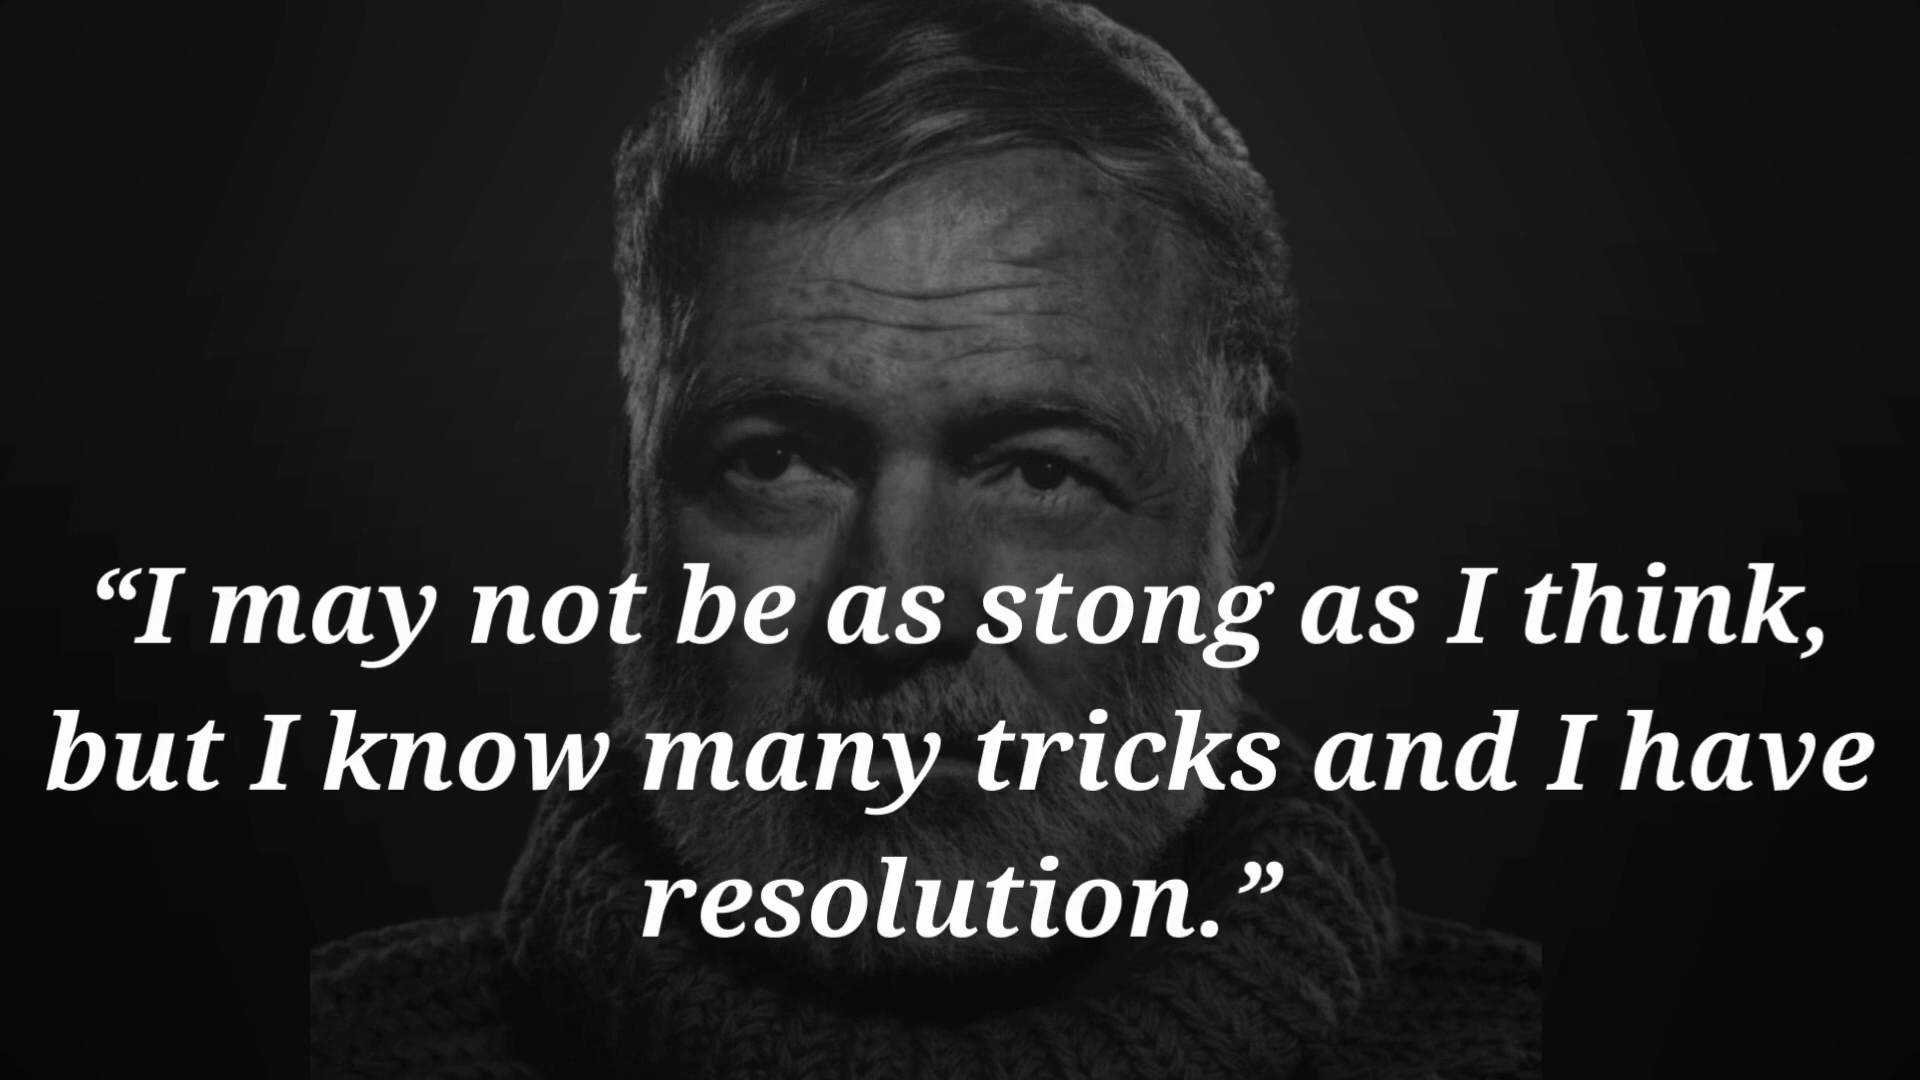 “I may not be as stong as I think,
but I know many tricks and I have
resolution.”